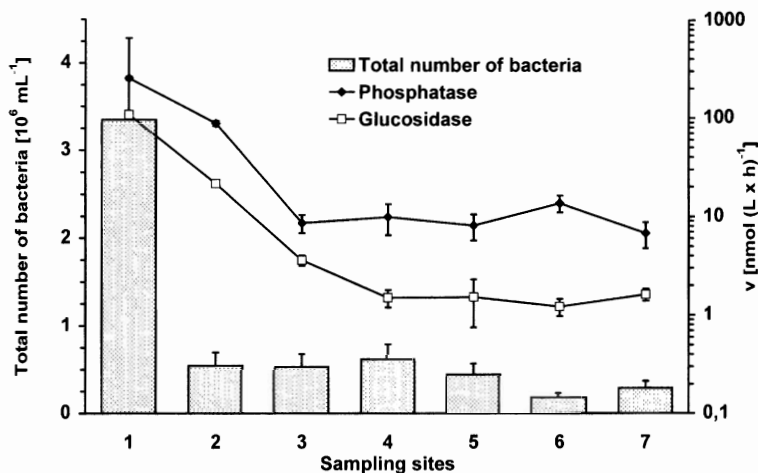 Total number of bacteria [10⁶ mL⁻¹]
4
3
2
1
0
Total number of bacteria
Phosphatase
Glucosidase
1000
100
10
1
0,1
v [nmol (L x h)⁻¹]
1 2 3 4 5 6 7
Sampling sites